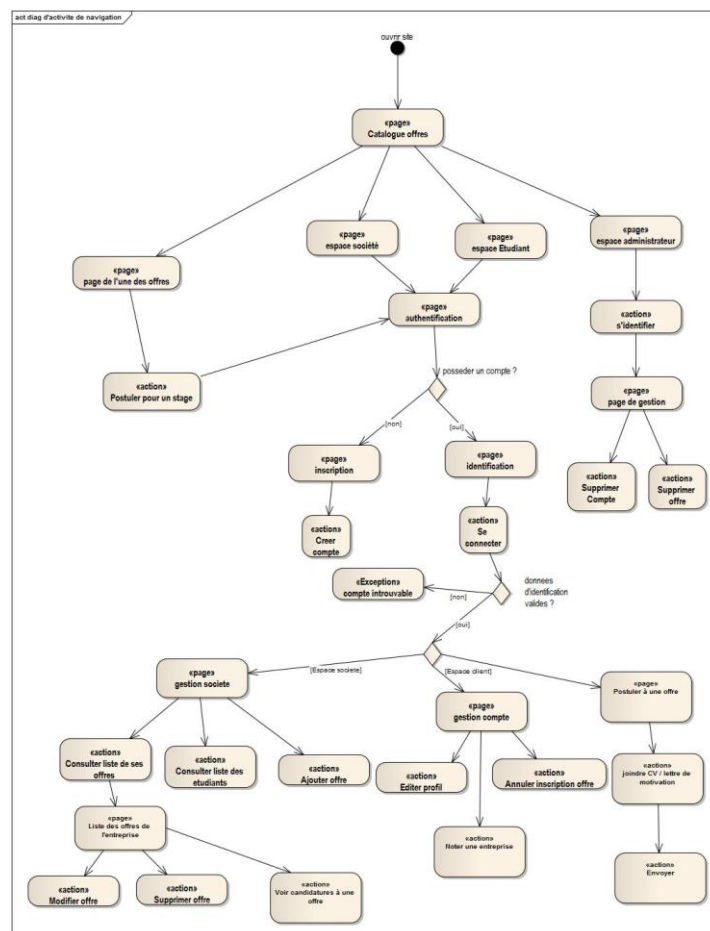 act diag d'activite de navigation
ouvrir site
«page»
Catalogue offres
«page»
espace société
«page»
espace Etudiant
«page»
espace administrateur
«page»
page de l'une des offres
«page»
authentification
«action»
s'identifier
«action»
Postuler pour un stage
posseder un compte ?
«page»
page de gestion
[non]
[oui]
«page»
inscription
«page»
identification
«action»
Supprimer
Compte
«action»
Supprimer
offre
«action»
Creer
compte
«action»
Se
connecter
«Exception»
compte introuvable
[non]
donnees
d'identification
valides ?
[oui]
[Espace societe]
[Espace client]
«page»
gestion societe
«page»
gestion compte
«page»
Postuler à une offre
«action»
Consulter liste de ses
offres
«action»
Consulter liste des
etudiants
«action»
Ajouter offre
«action»
Editer profil
«action»
Annuler inscription offre
«action»
joindre CV / lettre de
motivation
«page»
Liste des offres de
l'entreprise
«action»
Noter une entreprise
«action»
Envoyer
«action»
Modifier offre
«action»
Supprimer offre
«action»
Voir candidatures à une
offre